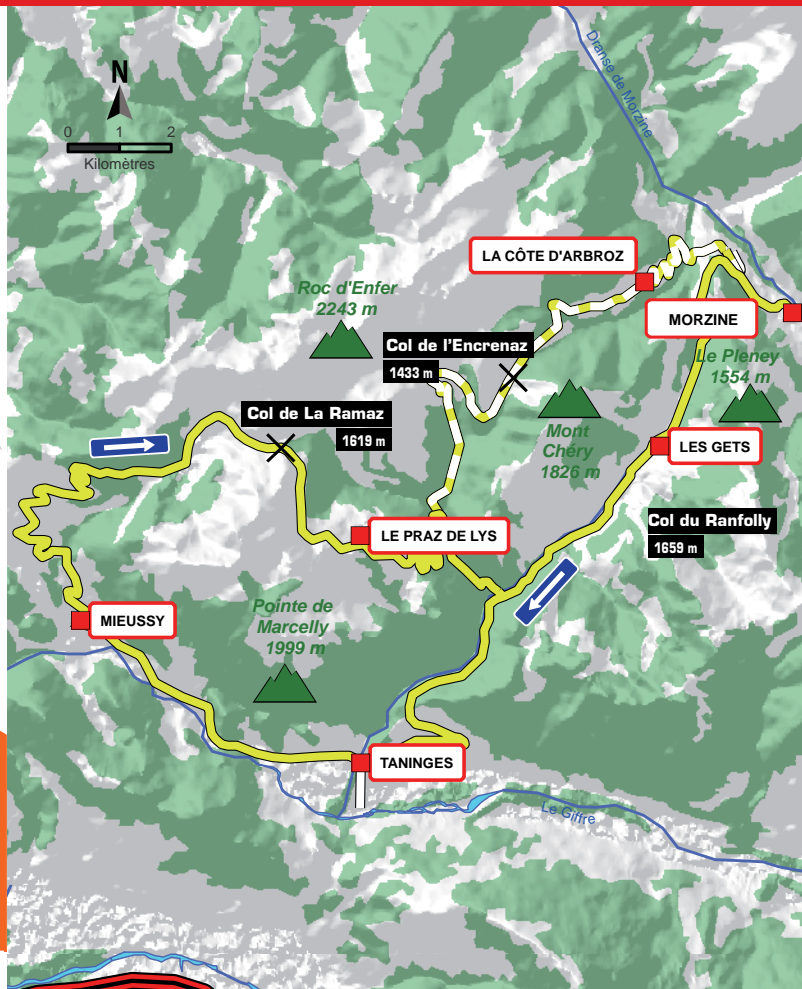 N
0 1 2
Kilomètres
Dranse de Morzine
LA CÔTE D'ARBROZ
Roc d'Enfer
2243 m
MORZINE
Col de l'Encrenaz
1433 m
Le Pleney
1554 m
Col de La Ramaz
1619 m
Mont
Chéry
1826 m
LES GETS
Col du Ranfolly
1659 m
LE PRAZ DE LYS
Pointe de
Marcelly
1999 m
MIEUSSY
TANINGES
Le Giffre